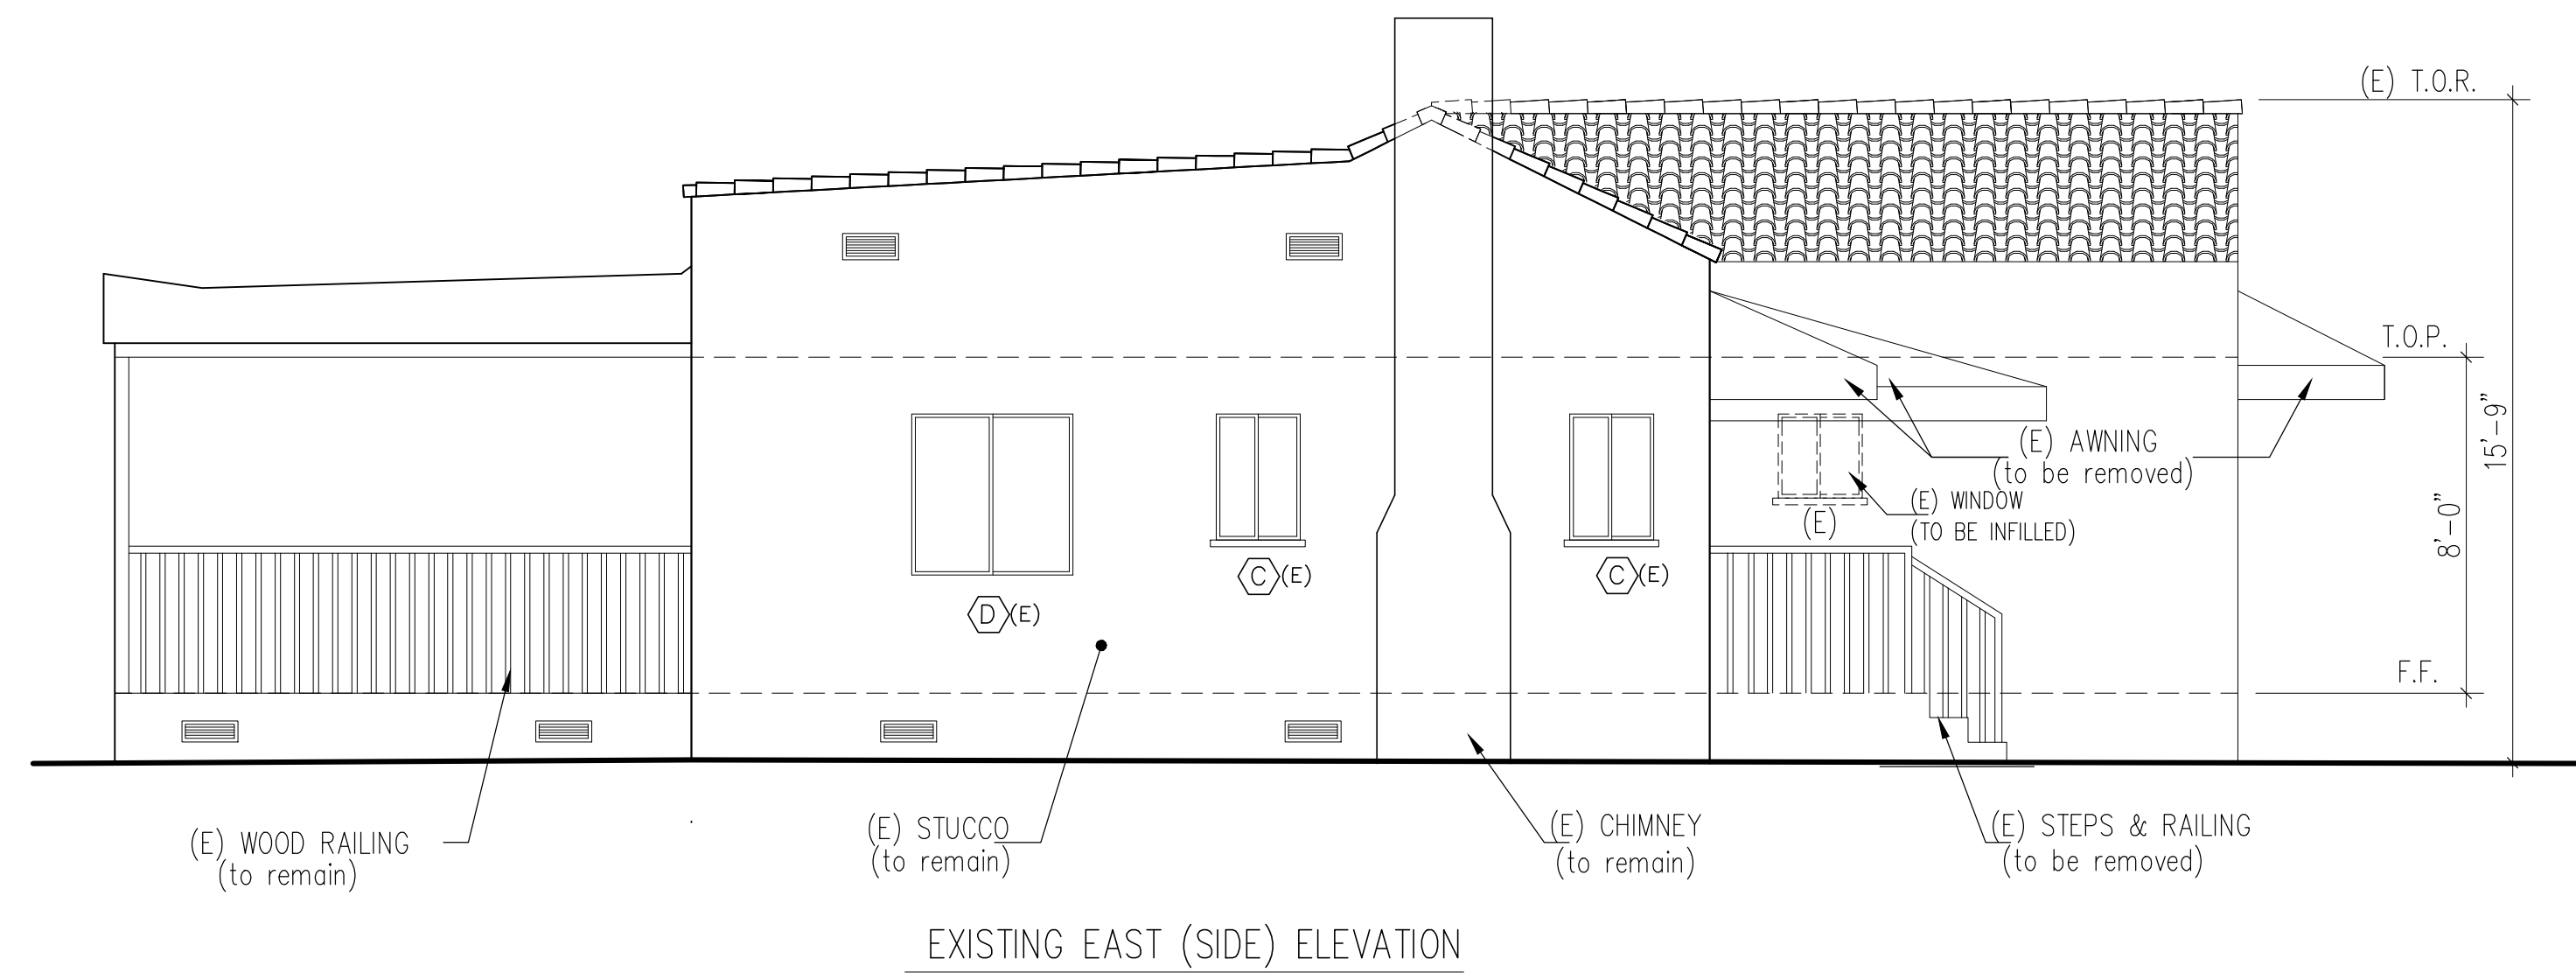 (E) T.O.R.
T.O.P.
15'-9"
(E) AWNING
(to be removed)
(E) WINDOW
(TO BE INFILLED)
(E)
8'-0"
C (E)
C (E)
D (E)
F.F.
(E) WOOD RAILING
(to remain)
(E) STUCCO
(to remain)
(E) CHIMNEY
(to remain)
(E) STEPS & RAILING
(to be removed)
EXISTING EAST (SIDE) ELEVATION